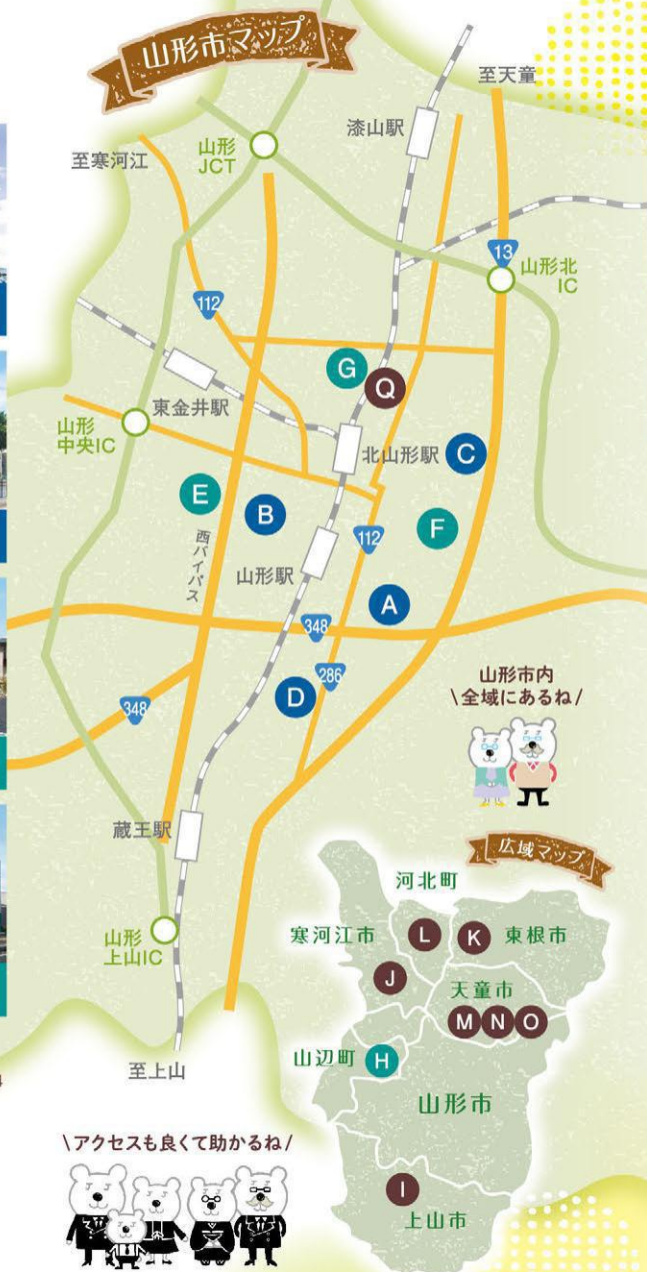 山形市マップ
至天童
漆山駅
至寒河江
山形
JCT
13
山形北
IC
112
G
Q
東金井駅
山形
中央IC
北山形駅
C
E
B
F
西バイパス
112
山形駅
A
348
286
D
348
山形市内
\全域にあるね/
蔵王駅
広域マップ
河北町
寒河江市
L
K
東根市
山形
上山IC
J
天童市
M
N
O
山辺町
H
至上山
山形市
\アクセスも良くて助かるね/
I
上山市